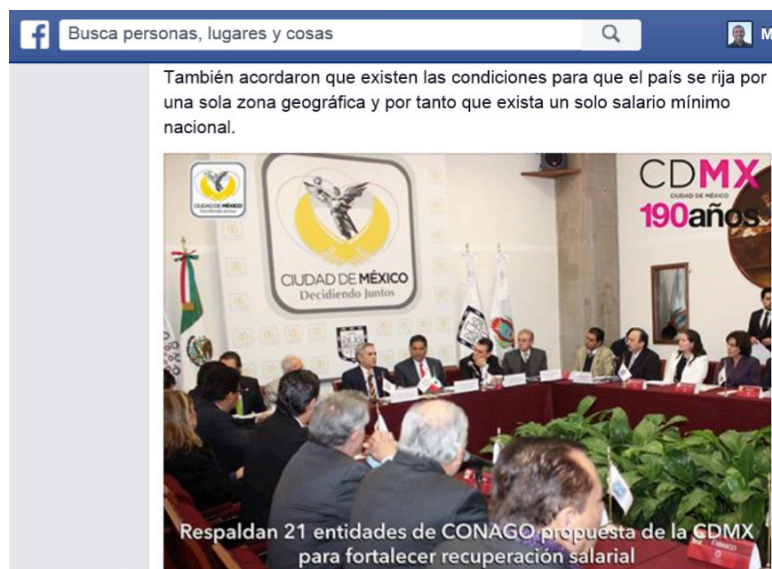 Busca personas, lugares y cosas
M
También acordaron que existen las condiciones para que el país se rija por
una sola zona geográfica y por tanto que exista un solo salario mínimo
nacional.
CIUDAD DE MÉXICO
Decidiendo Juntos
CDMX
CIUDAD DE MÉXICO
190años
CIUDAD DE MÉXICO
Decidiendo Juntos
Respaldan 21 entidades de CONAGO propuesta de la CDMX
para fortalecer recuperación salarial
TABASCO